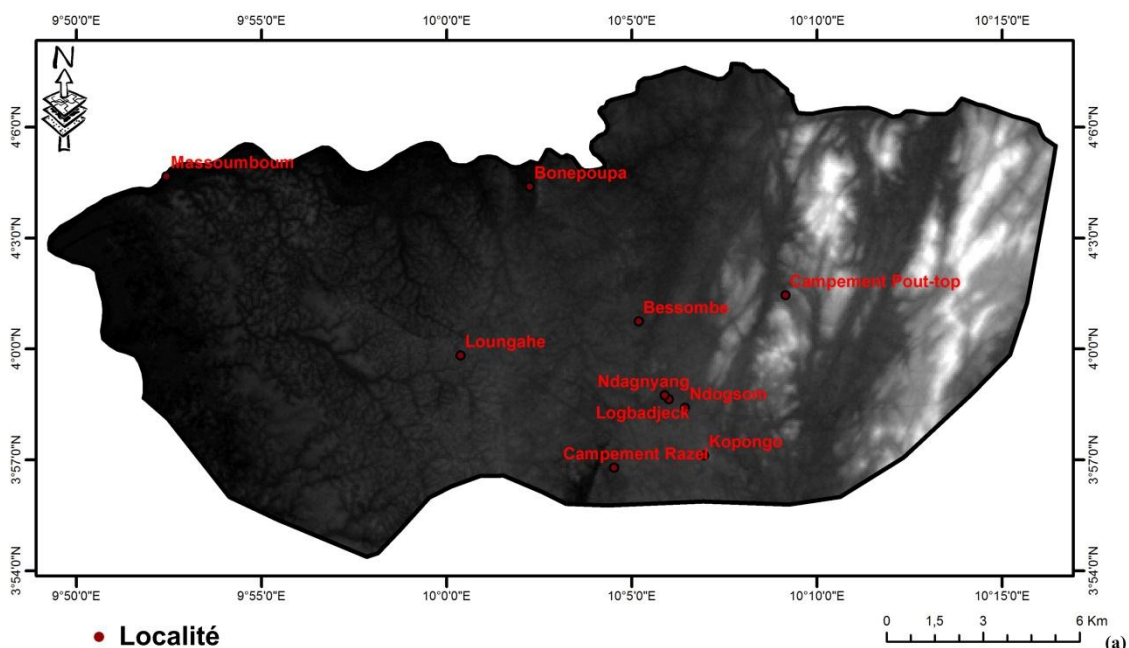 9°50'0"E 9°55'0"E 10°0'0"E 10°5'0"E 10°10'0"E 10°15'0"E
N
4°6'0"N 4°6'0"N
Massoumboum
Bonepoupa
4°3'0"N 4°3'0"N
Campement Pout-top
Bessombe
4°0'0"N 4°0'0"N
Loungahe
Ndagnyang
Ndogsom
Logbadjeck
Kopongo
3°57'0"N 3°57'0"N
Campement Razel
3°54'0"N 3°54'0"N
9°50'0"E 9°55'0"E 10°0'0"E 10°5'0"E 10°10'0"E 10°15'0"E
Localité
0 1,5 3 6 Km
(a)